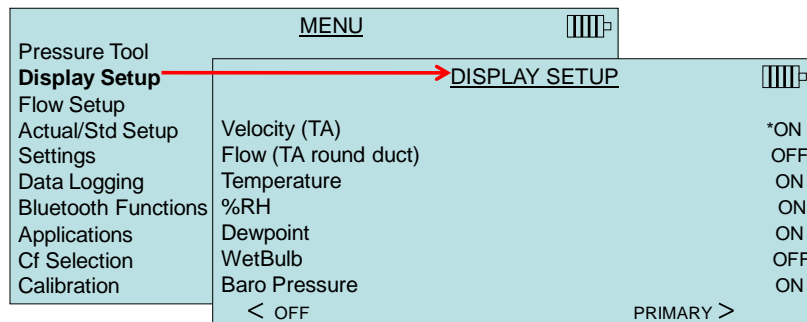 MENU
Pressure Tool
Display Setup
Flow Setup
Actual/Std Setup
Settings
Data Logging
Bluetooth Functions
Applications
Cf Selection
Calibration
DISPLAY SETUP
Velocity (TA) *ON
Flow (TA round duct) OFF
Temperature ON
%RH ON
Dewpoint ON
WetBulb OFF
Baro Pressure ON
< OFF PRIMARY >